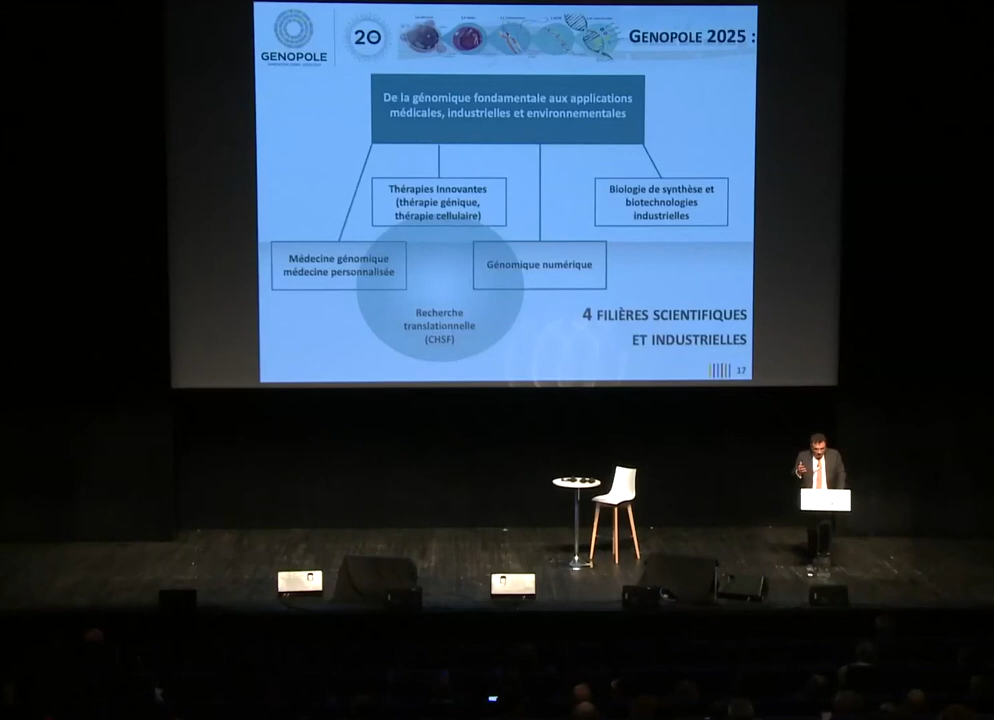 GENOPOLE
20
GENOPOLE 2025 :
De la génomique fondamentale aux applications
médicales, industrielles et environnementales
Thérapies Innovantes
(thérapie génique,
thérapie cellulaire)
Biologie de synthèse et
biotechnologies
industrielles
Médecine génomique
médecine personnalisée
Génomique numérique
Recherche
translationnelle
(CHSF)
4 FILIÈRES SCIENTIFIQUES
ET INDUSTRIELLES
17